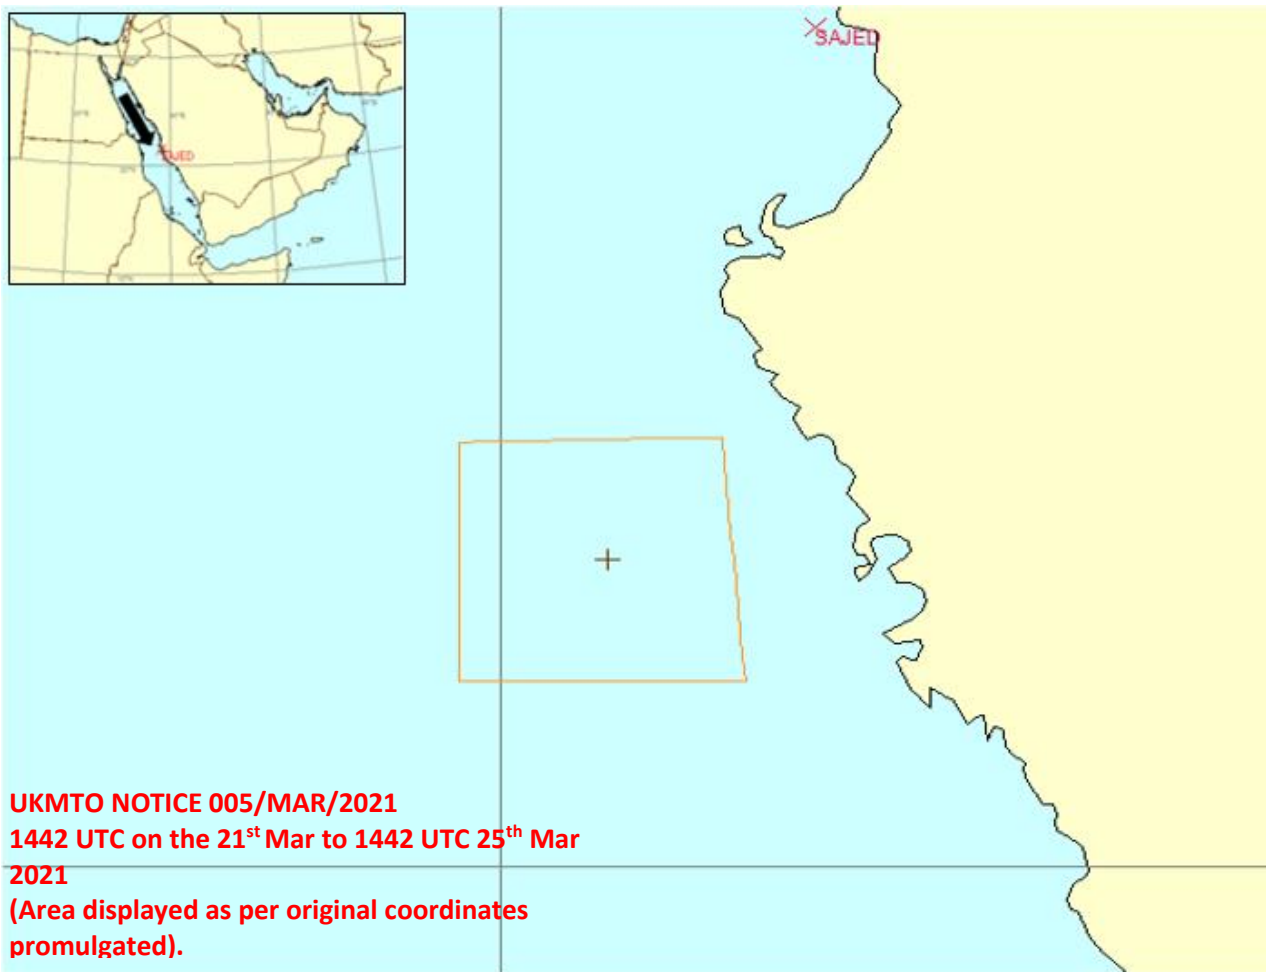 SAJED
UKMTO NOTICE 005/MAR/2021
1442 UTC on the 21st Mar to 1442 UTC 25th Mar
2021
(Area displayed as per original coordinates
promulgated).